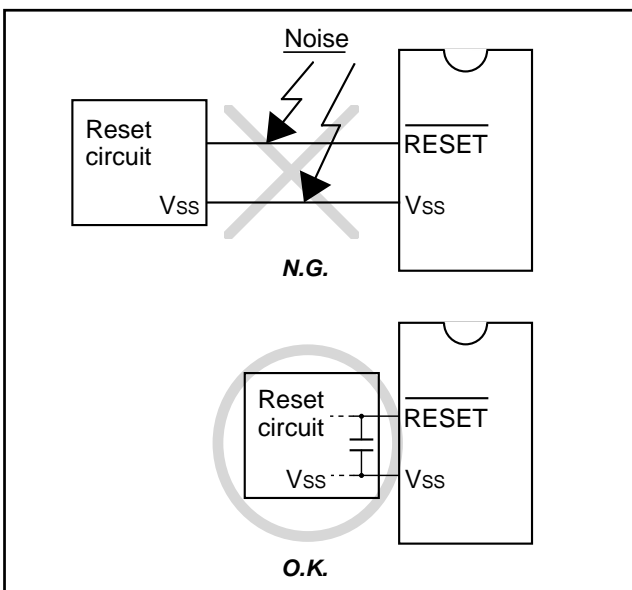 Noise
Reset
circuit
RESET
Vss
Vss
N.G.
Reset
circuit
RESET
Vss
Vss
O.K.